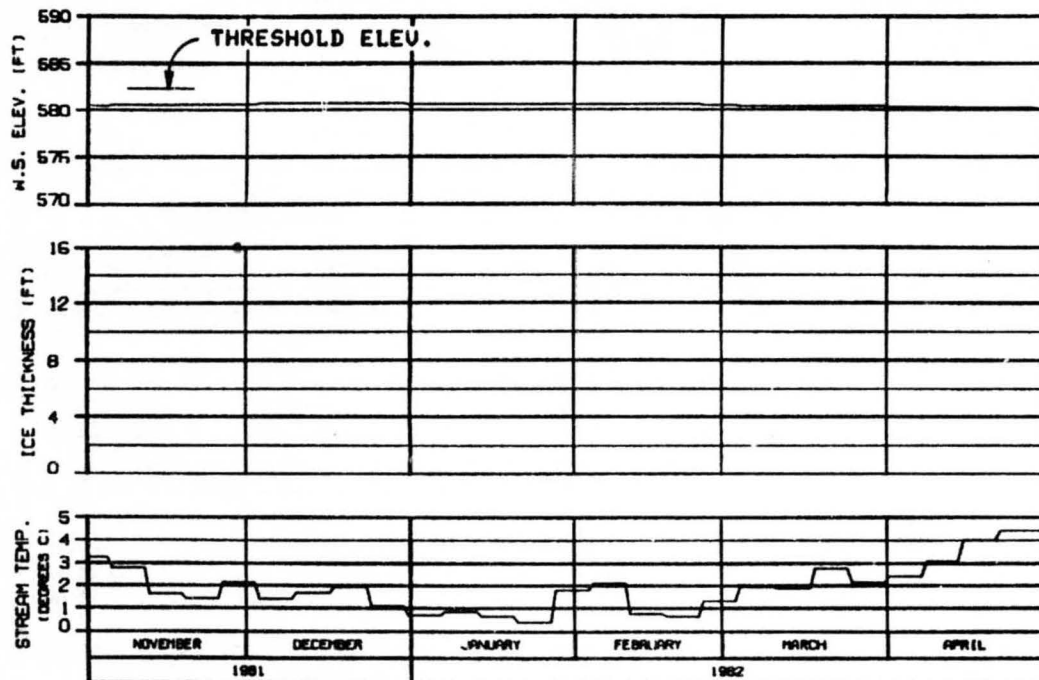 THRESHOLD ELEV.
W.S. ELEV. (FT)
590
585
580
575
570
ICE THICKNESS (FT)
16
12
8
4
0
STREAM TEMP.
(DEGREES C)
5
4
3
2
1
0
NOVEMBER DECEMBER JANUARY FEBRUARY MARCH APRIL
1981 1982